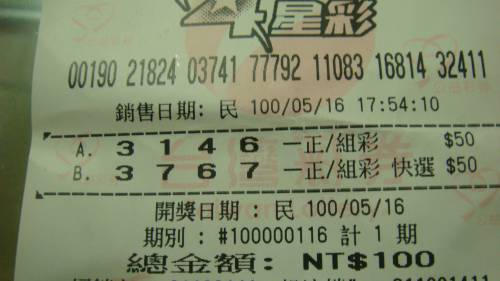 星彩
00190 21824 03741 77792 11083 16814 32411
銷售日期: 民 100/05/16 17:54:10
A. 3 1 4 6 一正/組彩 $50
B. 3 7 6 7 一正/組彩 快選 $50
開獎日期 : 民 100/05/16
期別 : #100000116 計 1 期
總金額: NT$100